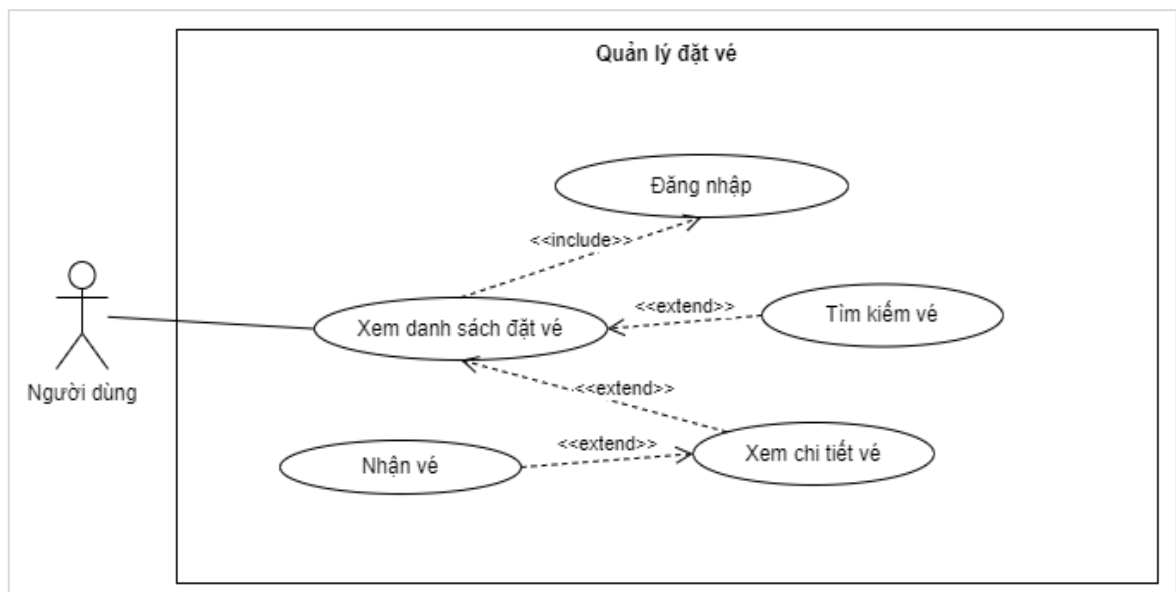 Quản lý đặt vé
Đăng nhập
<<include>>
<<extend>>
Tìm kiếm vé
Xem danh sách đặt vé
Người dùng
<<extend>>
<<extend>>
Nhận vé
Xem chi tiết vé